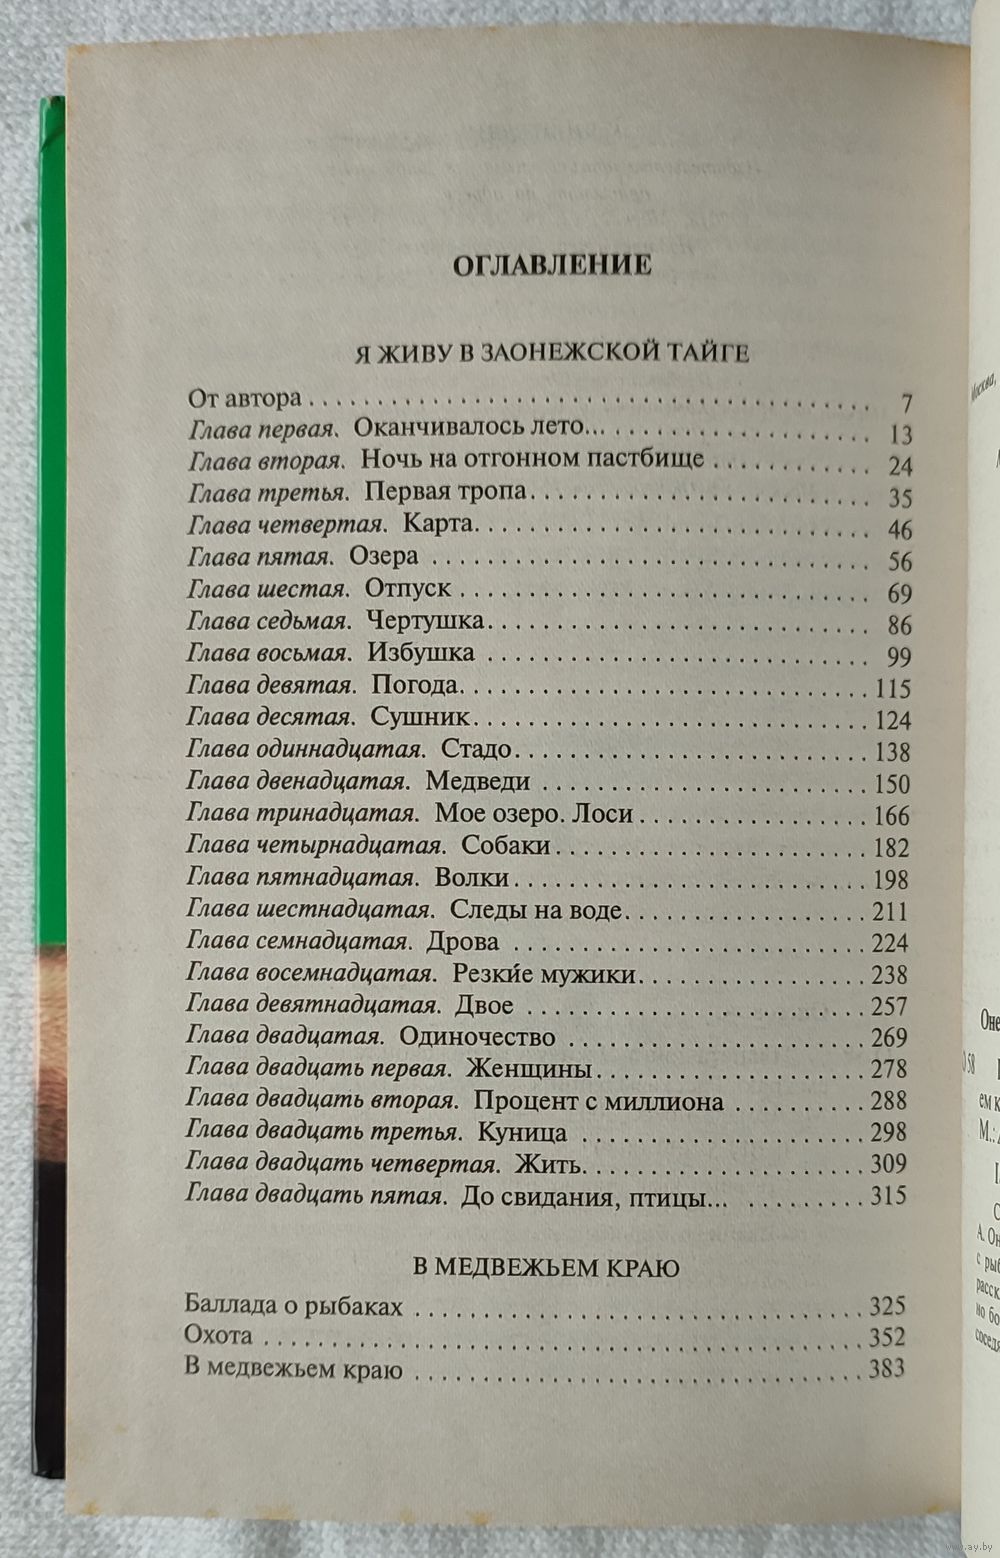 ОГЛАВЛЕНИЕ
Я ЖИВУ В ЗАОНЕЖСКОЙ ТАЙГЕ
От автора . . . . . . . . . . . . . . . . . . . . 7
Глава первая. Оканчивалось лето... . . . . . . . . . . 13
Глава вторая. Ночь на отгонном пастбище . . . . . . . . . . 24
Глава третья. Первая тропа . . . . . . . . . . 35
Глава четвертая. Карта . . . . . . . . . . 46
Глава пятая. Озера . . . . . . . . . . 56
Глава шестая. Отпуск . . . . . . . . . . 69
Глава седьмая. Чертушка . . . . . . . . . . 86
Глава восьмая. Избушка . . . . . . . . . . 99
Глава девятая. Погода . . . . . . . . . . 115
Глава десятая. Сушник . . . . . . . . . . 124
Глава одиннадцатая. Стадо . . . . . . . . . . 138
Глава двенадцатая. Медведи . . . . . . . . . . 150
Глава тринадцатая. Мое озеро. Лоси . . . . . . . . . . 166
Глава четырнадцатая. Собаки . . . . . . . . . . 182
Глава пятнадцатая. Волки . . . . . . . . . . 198
Глава шестнадцатая. Следы на воде . . . . . . . . . . 211
Глава семнадцатая. Дрова . . . . . . . . . . 224
Глава восемнадцатая. Резки́е мужики . . . . . . . . . . 238
Глава девятнадцатая. Двое . . . . . . . . . . 257
Глава двадцатая. Одиночество . . . . . . . . . . 269
Глава двадцать первая. Женщины . . . . . . . . . . 278
Глава двадцать вторая. Процент с миллиона . . . . . . . . . . 288
Глава двадцать третья. Куница . . . . . . . . . . 298
Глава двадцать четвертая. Жить . . . . . . . . . . 309
Глава двадцать пятая. До свидания, птицы... . . . . . . . . . . 315
В МЕДВЕЖЬЕМ КРАЮ
Баллада о рыбаках . . . . . . . . . . 325
Охота . . . . . . . . . . 352
В медвежьем краю . . . . . . . . . . 383
Москва,
58
М.:
www.ay.by